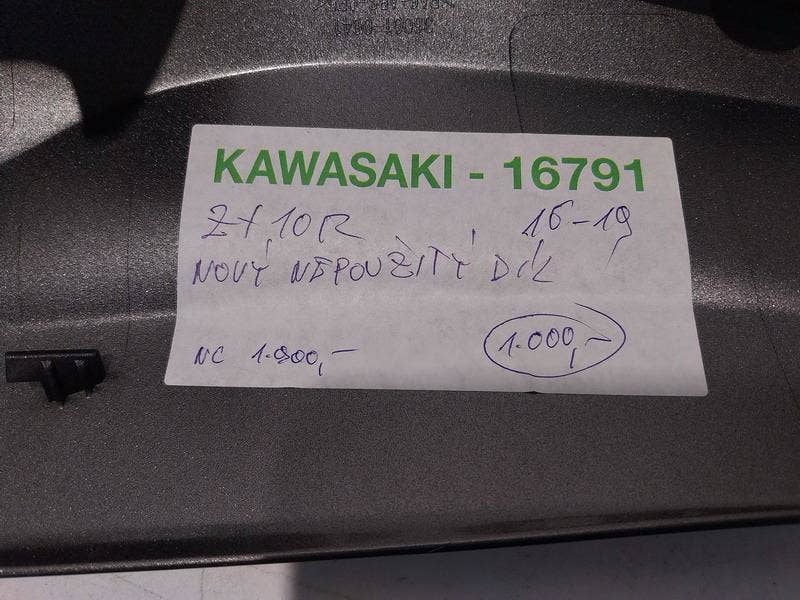 KAWASAKI - 16791
ZX10R 16-19
NOVÝ NEPOUŽITÝ DÍL
NC 1.900,-
1.000,-